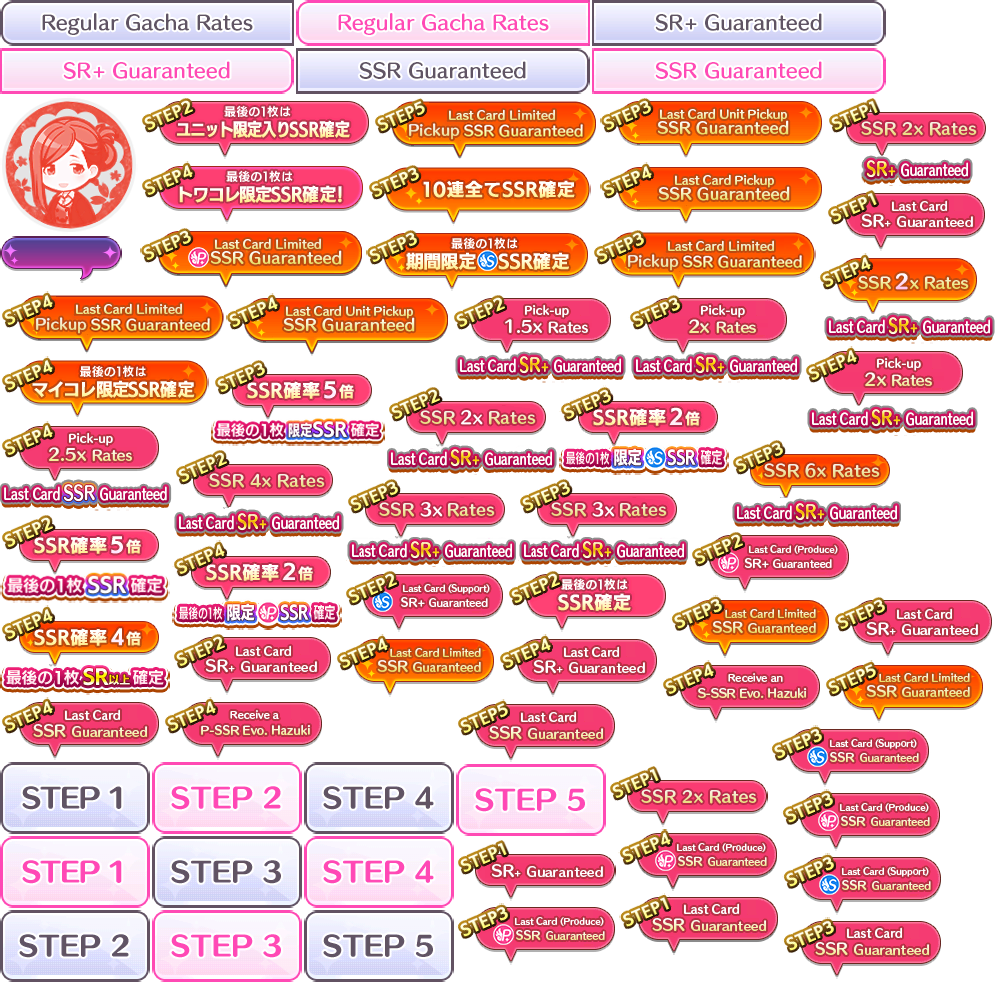 Regular Gacha Rates
Regular Gacha Rates
SR+ Guaranteed
SR+ Guaranteed
SSR Guaranteed
SSR Guaranteed
STEP2
最後の1枚は
ユニット限定入りSSR確定
STEP5
Last Card Limited
Pickup SSR Guaranteed
STEP3
Last Card Unit Pickup
SSR Guaranteed
STEP1
SSR 2x Rates
SR+ Guaranteed
STEP4
最後の1枚は
トワコレ限定SSR確定!
STEP3
10連全てSSR確定
STEP4
Last Card Pickup
SSR Guaranteed
STEP1
Last Card
SR+ Guaranteed
STEP3
Last Card Limited
P SSR Guaranteed
STEP3
最後の1枚は
期間限定 S SSR確定
STEP3
Last Card Limited
Pickup SSR Guaranteed
STEP4
SSR 2x Rates
Last Card SR+ Guaranteed
STEP4
Last Card Limited
Pickup SSR Guaranteed
STEP4
Last Card Unit Pickup
SSR Guaranteed
STEP2
Pick-up
1.5x Rates
Last Card SR+ Guaranteed
STEP3
Pick-up
2x Rates
Last Card SR+ Guaranteed
STEP4
Pick-up
2x Rates
Last Card SR+ Guaranteed
STEP4
最後の1枚は
マイコレ限定SSR確定
STEP3
SSR確率5倍
最後の1枚 限定SSR 確定
STEP2
SSR 2x Rates
Last Card SR+ Guaranteed
STEP3
SSR確率2倍
最後の1枚 限定 S SSR 確定
STEP4
Pick-up
2.5x Rates
Last Card SSR Guaranteed
STEP2
SSR 4x Rates
Last Card SR+ Guaranteed
STEP3
SSR 6x Rates
Last Card SR+ Guaranteed
STEP3
SSR 3x Rates
Last Card SR+ Guaranteed
STEP3
SSR 3x Rates
Last Card SR+ Guaranteed
STEP2
SSR確率5倍
最後の1枚 SSR 確定
STEP4
SSR確率2倍
最後の1枚 限定 P SSR 確定
STEP2
Last Card (Produce)
P SR+ Guaranteed
STEP2
Last Card (Support)
S SR+ Guaranteed
STEP2
最後の1枚は
SSR確定
STEP3
Last Card Limited
SSR Guaranteed
STEP3
Last Card
SR+ Guaranteed
STEP4
SSR確率4倍
最後の1枚 SR以上 確定
STEP2
Last Card
SR+ Guaranteed
STEP4
Last Card Limited
SSR Guaranteed
STEP4
Last Card
SR+ Guaranteed
STEP4
Receive an
S-SSR Evo. Hazuki
STEP5
Last Card Limited
SSR Guaranteed
STEP4
Last Card
SSR Guaranteed
STEP4
Receive a
P-SSR Evo. Hazuki
STEP5
Last Card
SSR Guaranteed
STEP3
Last Card (Support)
S SSR Guaranteed
STEP 1
STEP 2
STEP 4
STEP 5
STEP1
SSR 2x Rates
STEP3
Last Card (Produce)
P SSR Guaranteed
STEP 1
STEP 3
STEP 4
STEP1
SR+ Guaranteed
STEP4
Last Card (Produce)
P SSR Guaranteed
STEP3
Last Card (Support)
S SSR Guaranteed
STEP 2
STEP 3
STEP 5
STEP3
Last Card (Produce)
P SSR Guaranteed
STEP1
Last Card
SSR Guaranteed
STEP3
Last Card
SSR Guaranteed